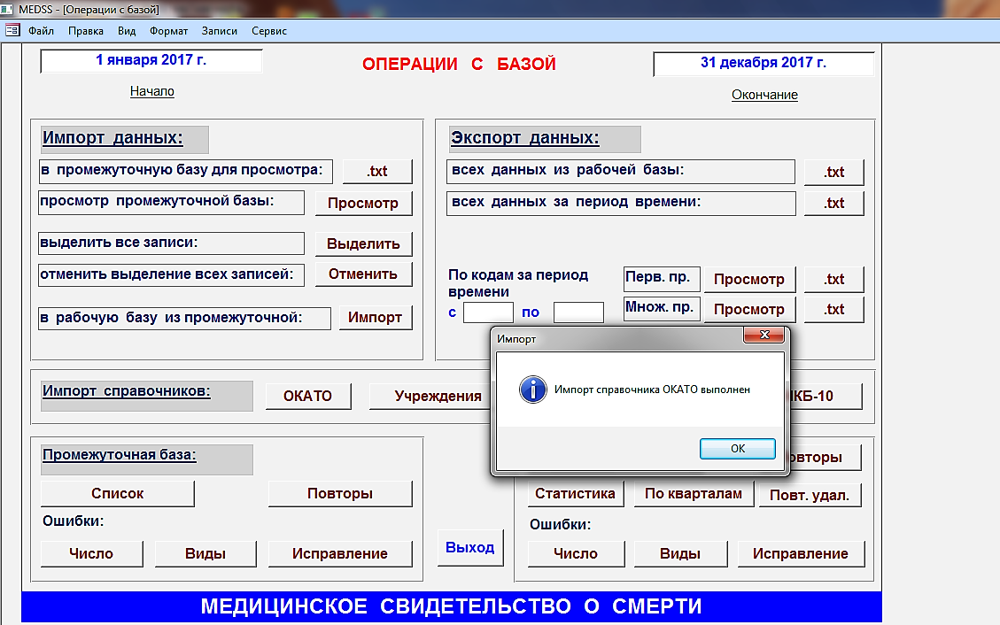 MEDSS - [Операции с базой]
Файл Правка Вид Формат Записи Сервис
1 января 2017 г.
ОПЕРАЦИИ С БАЗОЙ
31 декабря 2017 г.
Начало
Окончание
Импорт данных:
в промежуточную базу для просмотра: .txt
просмотр промежуточной базы: Просмотр
выделить все записи: Выделить
отменить выделение всех записей: Отменить
в рабочую базу из промежуточной: Импорт
Экспорт данных:
всех данных из рабочей базы: .txt
всех данных за период времени: .txt
По кодам за период
времени
с по
Перв. пр. Просмотр .txt
Множ. пр. Просмотр .txt
Импорт
Импорт справочника ОКАТО выполнен
OK
Импорт справочников: ОКАТО Учреждения КБ-10
Промежуточная база:
Список Повторы
Ошибки:
Число Виды Исправление
Выход
овторы
Статистика По кварталам Повт. удал.
Ошибки:
Число Виды Исправление
МЕДИЦИНСКОЕ СВИДЕТЕЛЬСТВО О СМЕРТИ